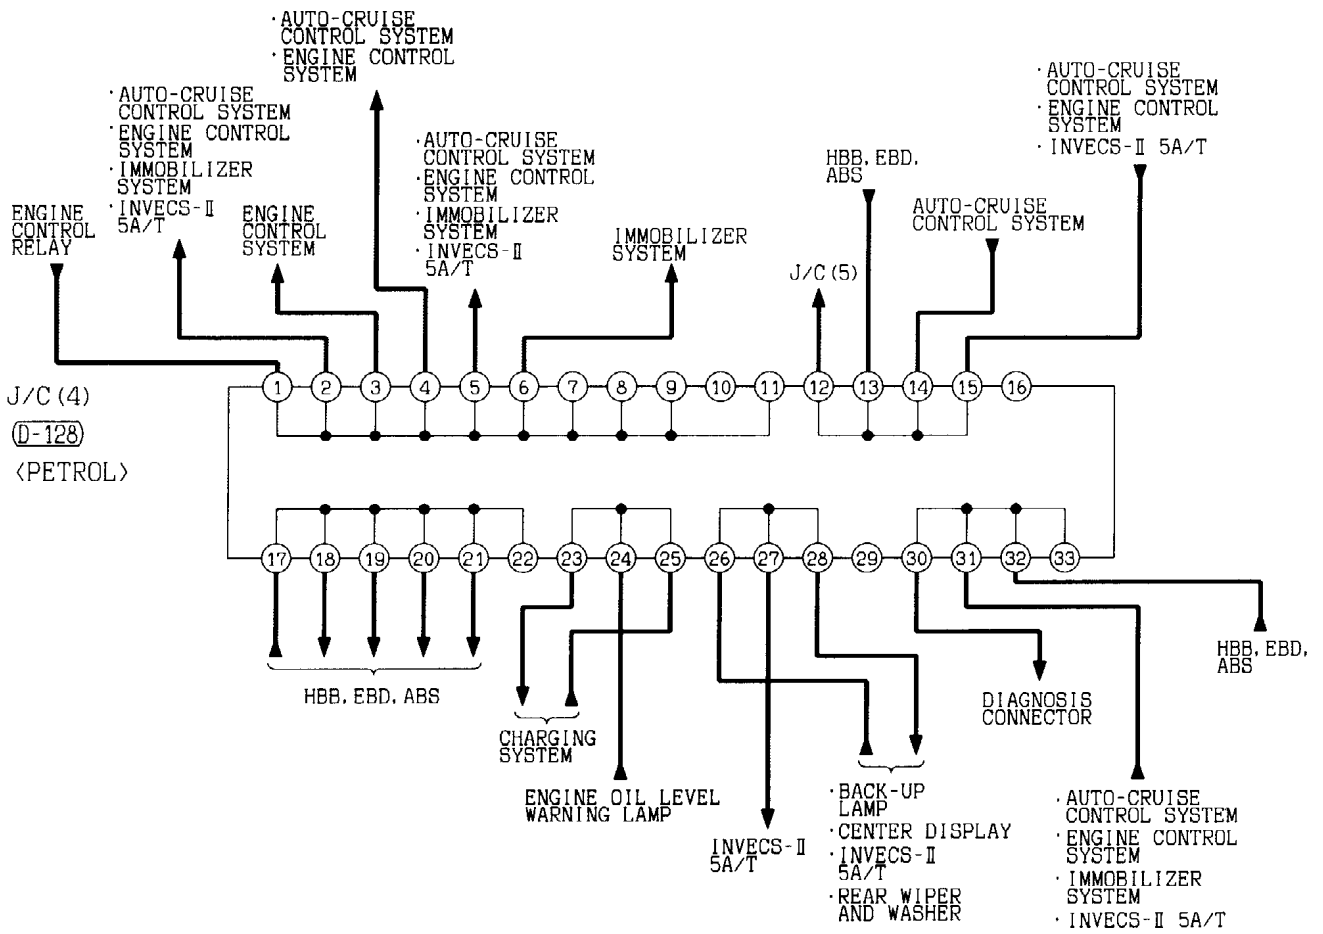 · AUTO-CRUISE
CONTROL SYSTEM
· ENGINE CONTROL
SYSTEM
· AUTO-CRUISE
CONTROL SYSTEM
· ENGINE CONTROL
SYSTEM
· IMMOBILIZER
SYSTEM
· INVECS-Ⅱ
5A/T
ENGINE
CONTROL
RELAY
ENGINE
CONTROL
SYSTEM
· AUTO-CRUISE
CONTROL SYSTEM
· ENGINE CONTROL
SYSTEM
· IMMOBILIZER
SYSTEM
· INVECS-Ⅱ
5A/T
IMMOBILIZER
SYSTEM
J/C (5)
HBB, EBD,
ABS
AUTO-CRUISE
CONTROL SYSTEM
· AUTO-CRUISE
CONTROL SYSTEM
· ENGINE CONTROL
SYSTEM
· INVECS-Ⅱ 5A/T
1 2 3 4 5 6 7 8 9 10 11 12 13 14 15 16
J/C (4)
D-128
〈PETROL〉
17 18 19 20 21 22 23 24 25 26 27 28 29 30 31 32 33
HBB, EBD, ABS
CHARGING
SYSTEM
ENGINE OIL LEVEL
WARNING LAMP
INVECS-Ⅱ
5A/T
· BACK-UP
LAMP
· CENTER DISPLAY
· INVECS-Ⅱ
5A/T
· REAR WIPER
AND WASHER
DIAGNOSIS
CONNECTOR
HBB, EBD,
ABS
· AUTO-CRUISE
CONTROL SYSTEM
· ENGINE CONTROL
SYSTEM
· IMMOBILIZER
SYSTEM
· INVECS-Ⅱ 5A/T